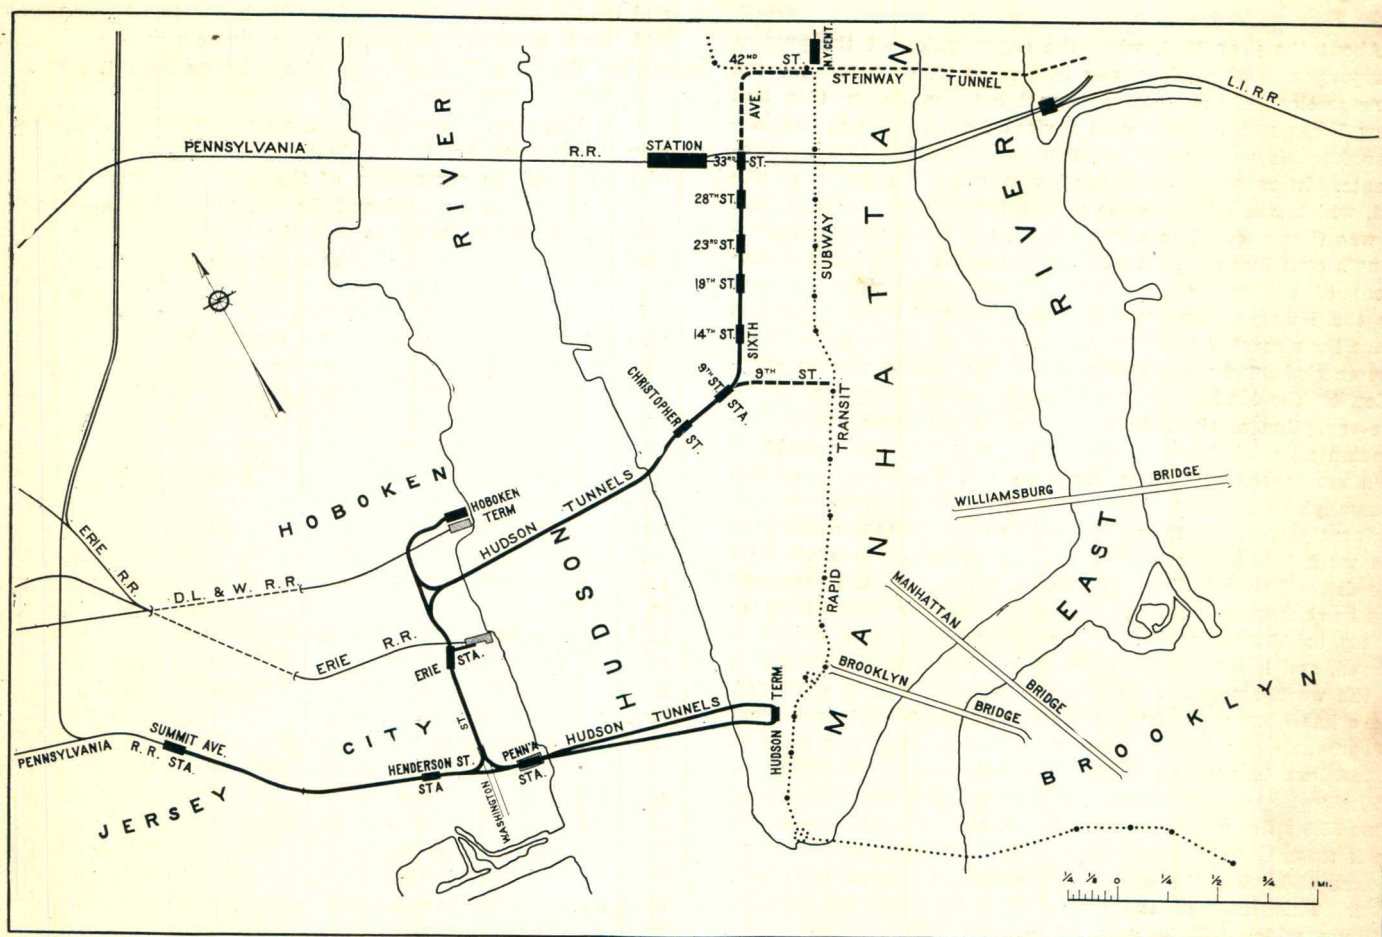 42ND ST.
N.Y. CENT.
STEINWAY TUNNEL
AVE.
L.I.R.R.
PENNSYLVANIA R.R.
STATION
33RD ST.
28TH ST.
23RD ST.
19TH ST.
14TH ST.
SIXTH
9TH ST. STA.
9TH ST.
CHRISTOPHER ST.
SUBWAY
TRANSIT
RAPID
MANHATTAN
HUDSON
RIVER
EAST
RIVER
WILLIAMSBURG BRIDGE
MANHATTAN BRIDGE
BROOKLYN BRIDGE
BROOKLYN
HOBOKEN
HOBOKEN
TERM
HUDSON TUNNELS
ERIE R.R.
D.L. & W. R.R.
ERIE R.R.
ERIE STA.
HUDSON TUNNELS
HUDSON TERM.
PENN'A
STA.
ST.
WASHINGTON
HENDERSON ST.
STA
SUMMIT AVE.
STA.
PENNSYLVANIA R.R.
JERSEY CITY
1/4 1/8 0 1/4 1/2 3/4 1 MI.